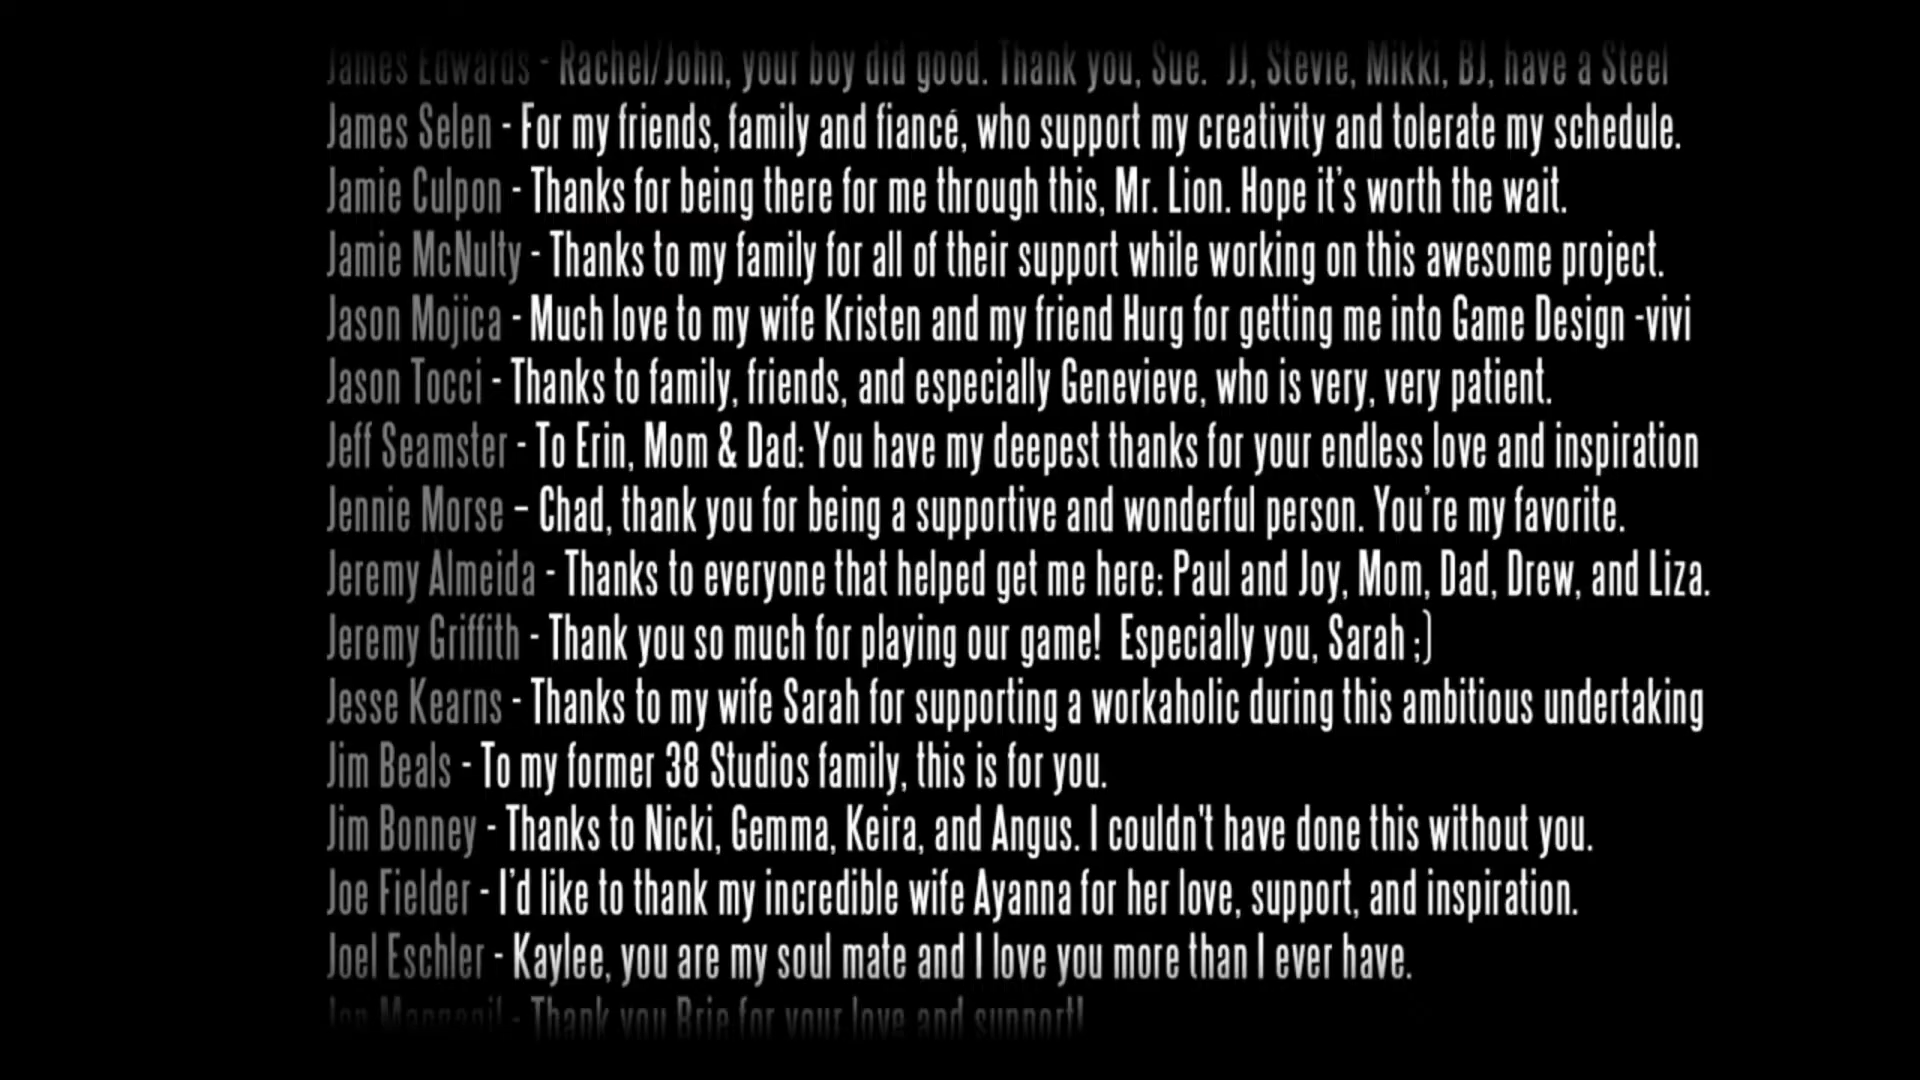 James Edwards - Rachel/John, your boy did good. Thank you, Sue.  JJ, Stevie, Mikki, BJ, have a Steel
James Selen - For my friends, family and fiancé, who support my creativity and tolerate my schedule.
Jamie Culpon - Thanks for being there for me through this, Mr. Lion. Hope it’s worth the wait.
Jamie McNulty - Thanks to my family for all of their support while working on this awesome project.
Jason Mojica - Much love to my wife Kristen and my friend Hurg for getting me into Game Design -vivi
Jason Tocci - Thanks to family, friends, and especially Genevieve, who is very, very patient.
Jeff Seamster - To Erin, Mom & Dad: You have my deepest thanks for your endless love and inspiration
Jennie Morse – Chad, thank you for being a supportive and wonderful person. You’re my favorite.
Jeremy Almeida - Thanks to everyone that helped get me here: Paul and Joy, Mom, Dad, Drew, and Liza.
Jeremy Griffith - Thank you so much for playing our game!  Especially you, Sarah ;)
Jesse Kearns - Thanks to my wife Sarah for supporting a workaholic during this ambitious undertaking
Jim Beals - To my former 38 Studios family, this is for you.
Jim Bonney - Thanks to Nicki, Gemma, Keira, and Angus. I couldn't have done this without you.
Joe Fielder - I’d like to thank my incredible wife Ayanna for her love, support, and inspiration.
Joel Eschler - Kaylee, you are my soul mate and I love you more than I ever have.
- Thank you Brie for your love and support!